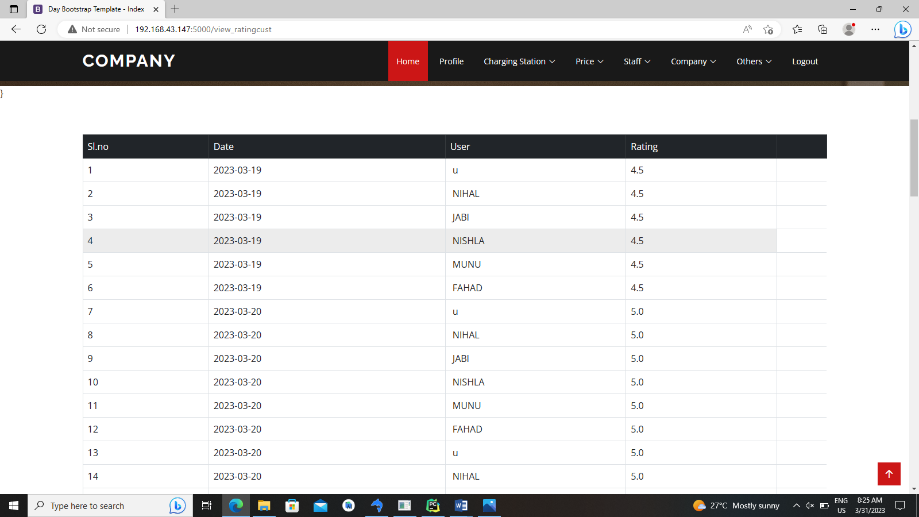 Day Bootstrap Template - Index
Not secure 192.168.43.147:5000/view_ratingcust
COMPANY Home Profile Charging Station Price Staff Company Others Logout
}
Sl.no Date User Rating
1 2023-03-19 u 4.5
2 2023-03-19 NIHAL 4.5
3 2023-03-19 JABI 4.5
4 2023-03-19 NISHLA 4.5
5 2023-03-19 MUNU 4.5
6 2023-03-19 FAHAD 4.5
7 2023-03-20 u 5.0
8 2023-03-20 NIHAL 5.0
9 2023-03-20 JABI 5.0
10 2023-03-20 NISHLA 5.0
11 2023-03-20 MUNU 5.0
12 2023-03-20 FAHAD 5.0
13 2023-03-20 u 5.0
14 2023-03-20 NIHAL 5.0
Type here to search 27°C Mostly sunny ENG US 8:25 AM 3/31/2023